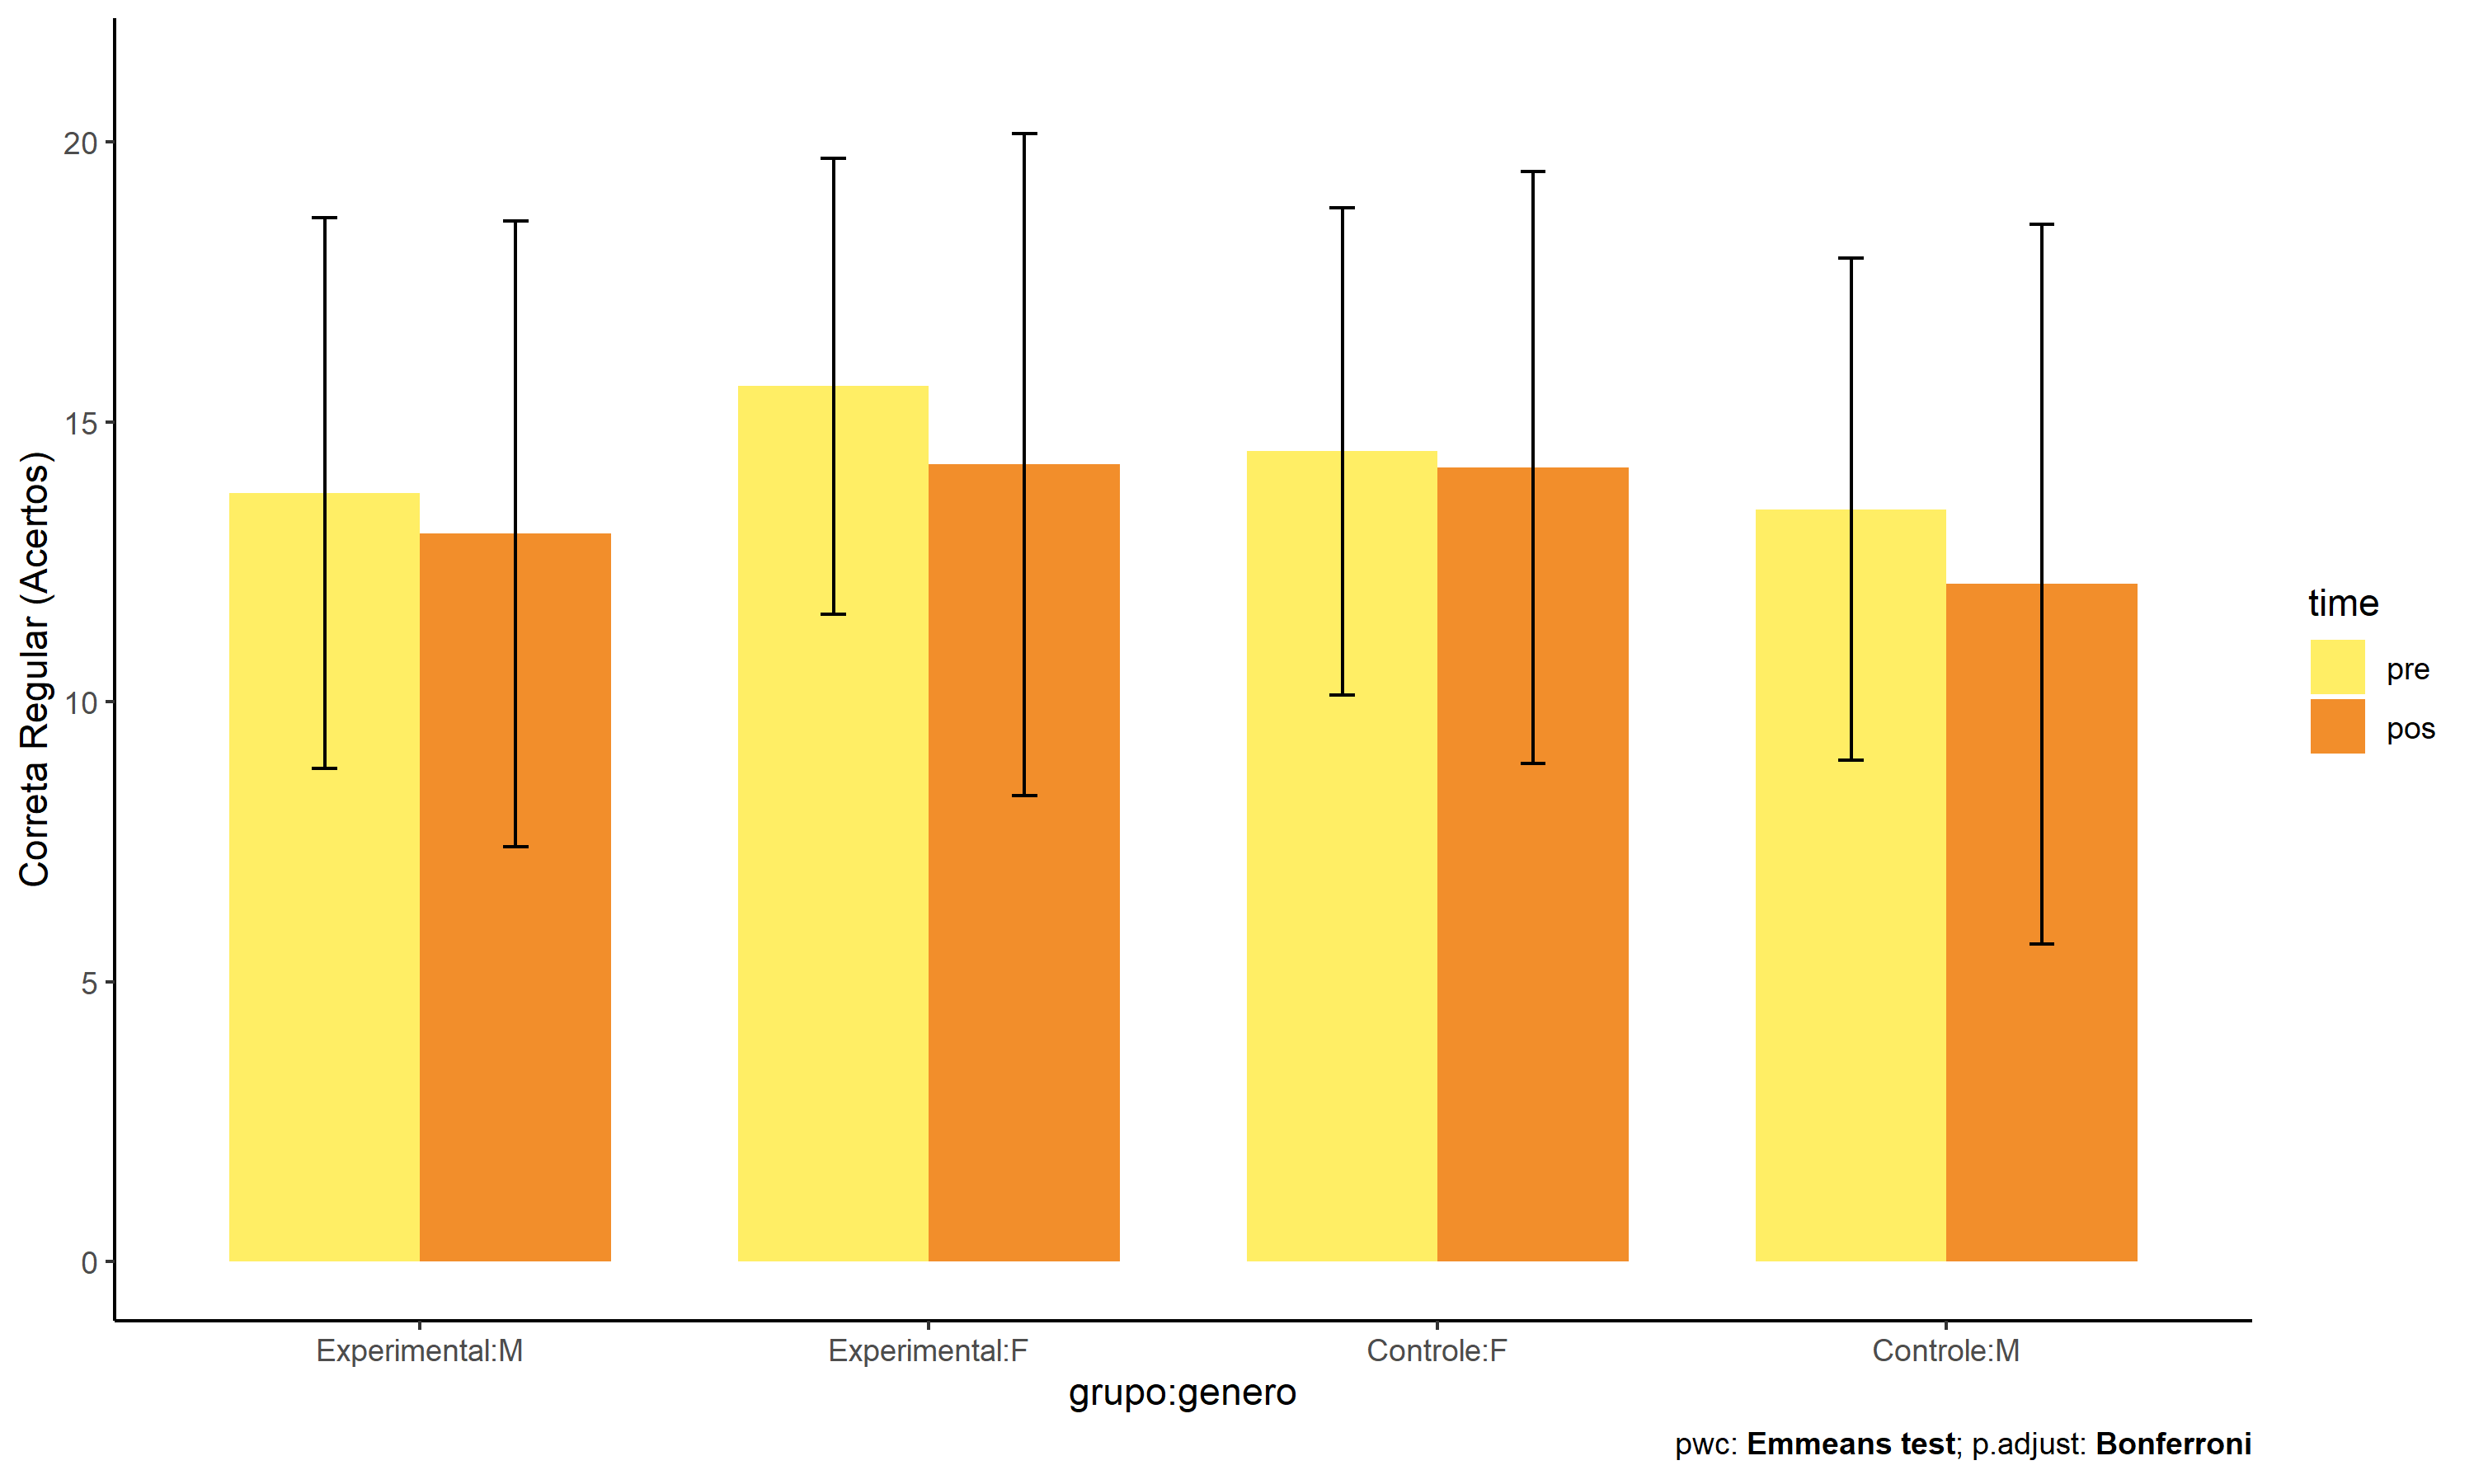 Correta Regular (Acertos)
20
15
10
5
0
Experimental:M
Experimental:F
Controle:F
Controle:M
grupo:genero
time
pre
pos
pwc: Emmeans test; p.adjust: Bonferroni